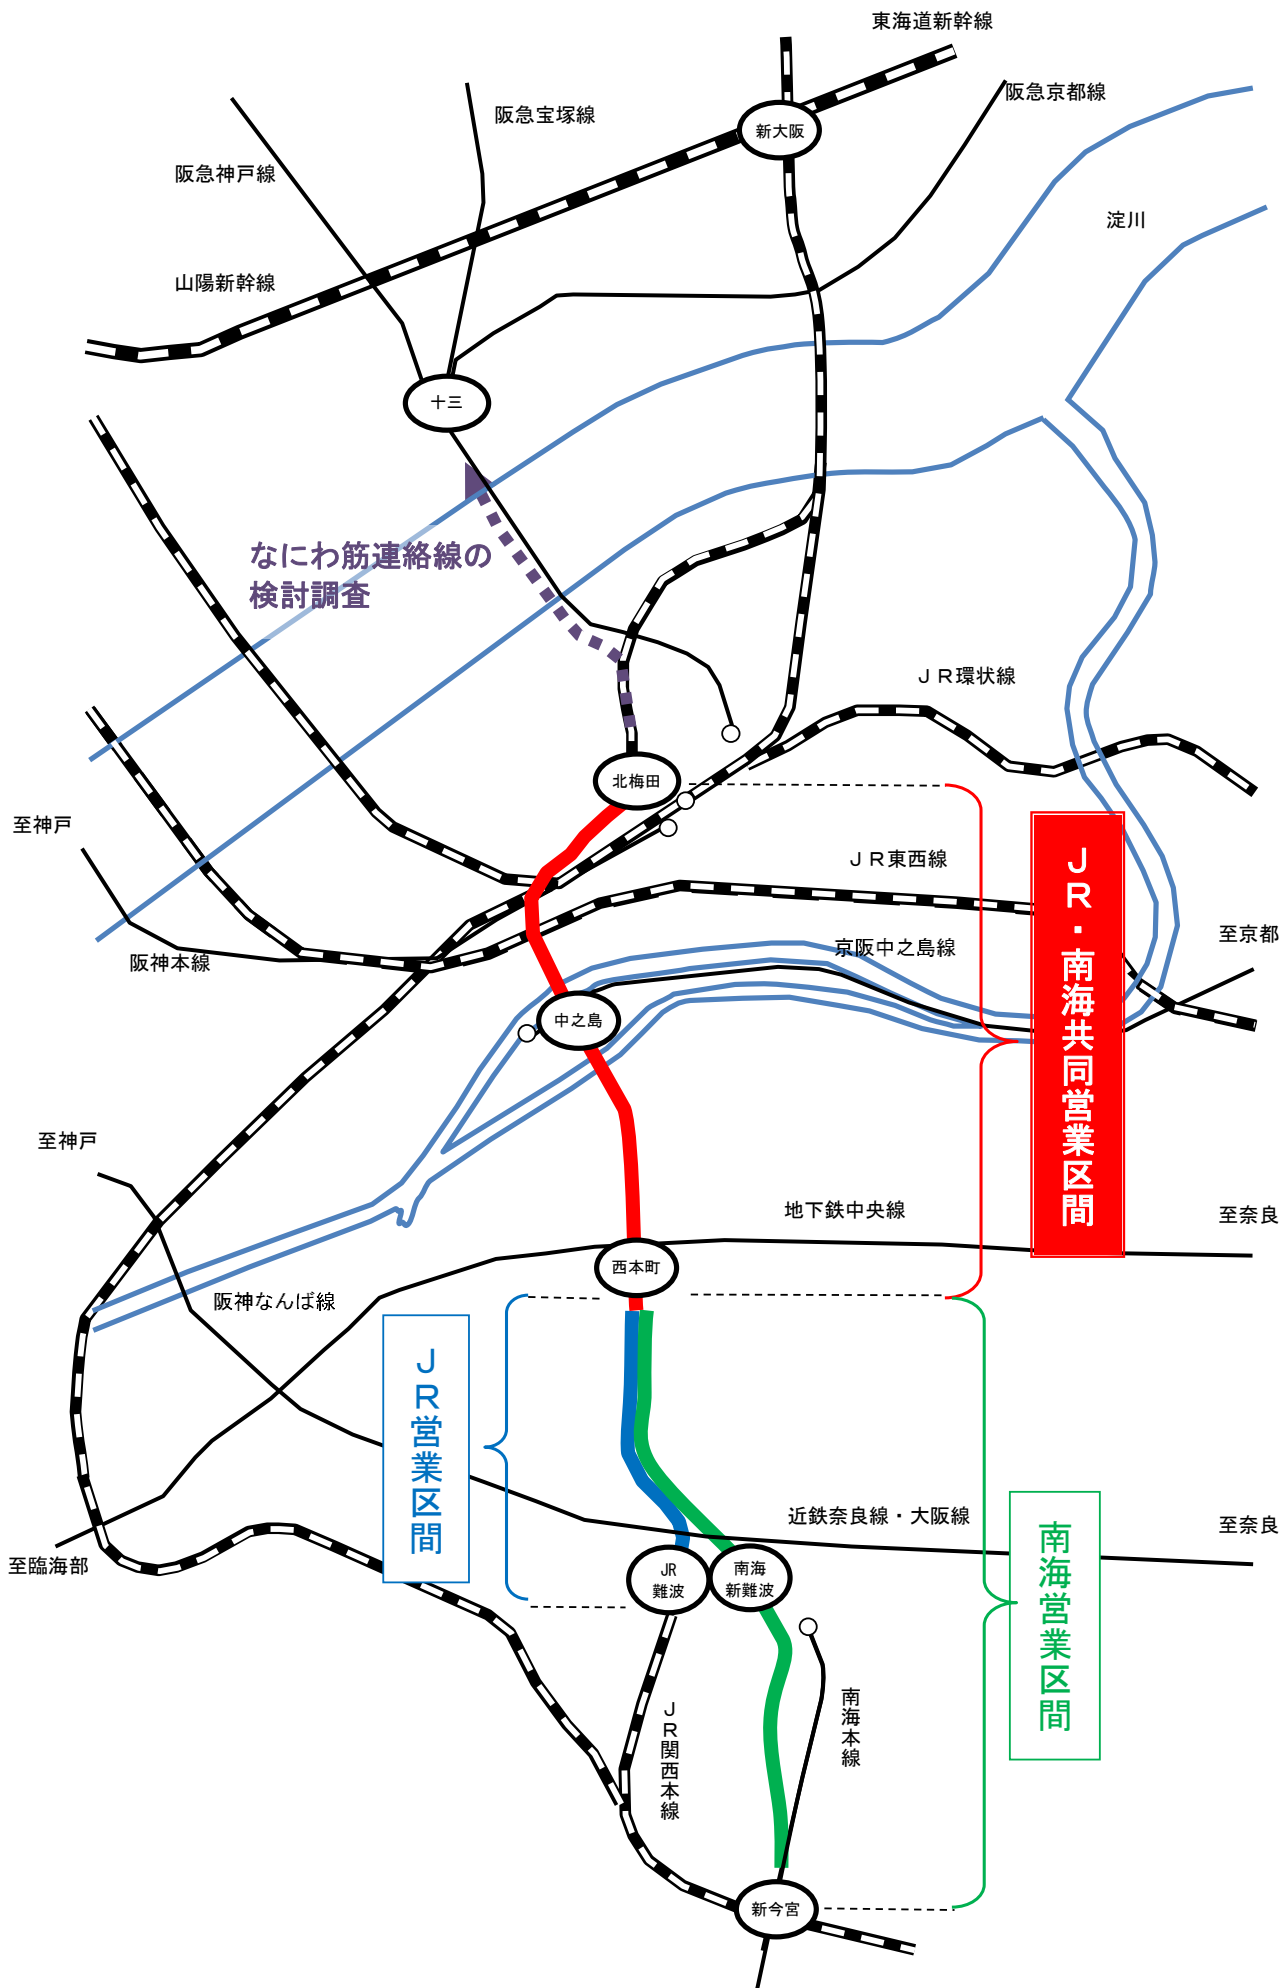 東海道新幹線
阪急京都線
阪急宝塚線
新大阪
阪急神戸線
淀川
山陽新幹線
十三
なにわ筋連絡線の
検討調査
ＪＲ環状線
北梅田
至神戸
ＪＲ東西線
ＪＲ・南海共同営業区間
至京都
京阪中之島線
阪神本線
中之島
至神戸
地下鉄中央線
至奈良
西本町
阪神なんば線
ＪＲ営業区間
近鉄奈良線・大阪線
至奈良
南海営業区間
至臨海部
JR
難波
南海
新難波
ＪＲ関西本線
南海本線
新今宮